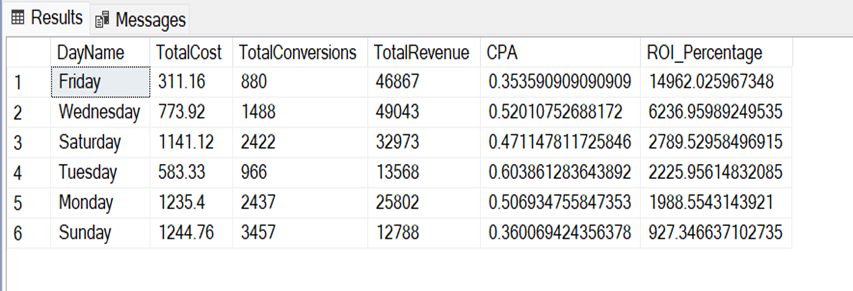 Results Messages
DayName TotalCost TotalConversions TotalRevenue CPA ROI_Percentage
1 Friday 311.16 880 46867 0.353590909090909 14962.025967348
2 Wednesday 773.92 1488 49043 0.52010752688172 6236.95989249535
3 Saturday 1141.12 2422 32973 0.471147811725846 2789.52958496915
4 Tuesday 583.33 966 13568 0.603861283643892 2225.95614832085
5 Monday 1235.4 2437 25802 0.506934755847353 1988.5543143921
6 Sunday 1244.76 3457 12788 0.360069424356378 927.346637102735